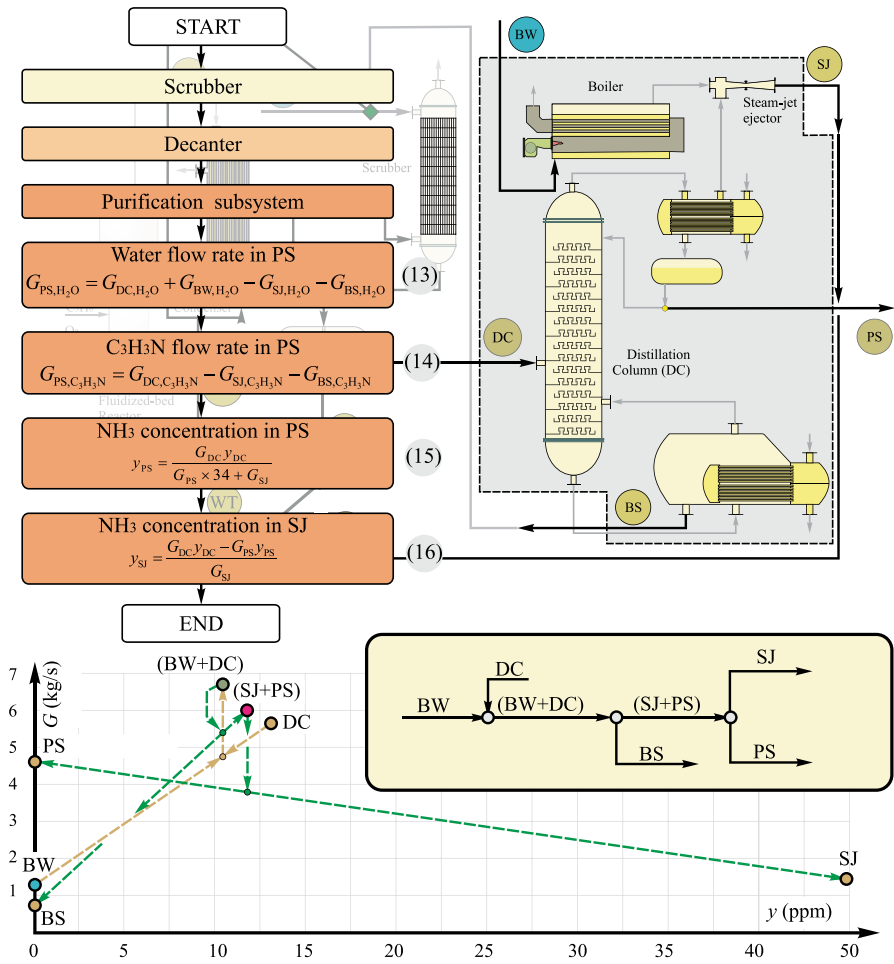 START
Scrubber
Decanter
Purification subsystem
Water flow rate in PS
G_PS,H₂O = G_DC,H₂O + G_BW,H₂O − G_SJ,H₂O − G_BS,H₂O
(13)
C₃H₃N flow rate in PS
G_PS,C₃H₃N = G_DC,C₃H₃N − G_SJ,C₃H₃N − G_BS,C₃H₃N
(14)
NH₃ concentration in PS
y_PS = G_DC y_DC / (G_PS × 34 + G_SJ)
(15)
NH₃ concentration in SJ
y_SJ = (G_DC y_DC − G_PS y_PS) / G_SJ
(16)
END
Scrubber
Fluidized-bed
Reactor
WT
BW
SJ
Boiler
Steam-jet
ejector
DC
PS
Distillation
Column (DC)
BS
G (kg/s)
7
6
5
4
3
2
1
(BW+DC)
(SJ+PS)
DC
PS
BW
BS
SJ
y (ppm)
0
5
10
15
20
25
30
35
40
45
50
DC
SJ
BW
(BW+DC)
(SJ+PS)
BS
PS